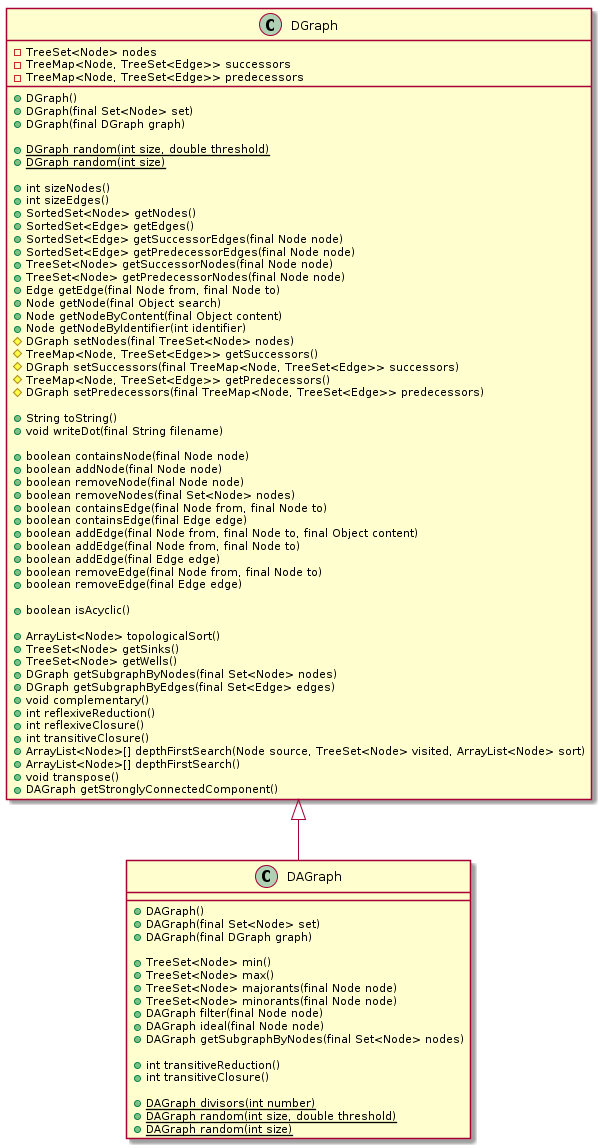 C DGraph
TreeSet<Node> nodes
TreeMap<Node, TreeSet<Edge>> successors
TreeMap<Node, TreeSet<Edge>> predecessors
DGraph()
DGraph(final Set<Node> set)
DGraph(final DGraph graph)
DGraph random(int size, double threshold)
DGraph random(int size)
int sizeNodes()
int sizeEdges()
SortedSet<Node> getNodes()
SortedSet<Edge> getEdges()
SortedSet<Edge> getSuccessorEdges(final Node node)
SortedSet<Edge> getPredecessorEdges(final Node node)
TreeSet<Node> getSuccessorNodes(final Node node)
TreeSet<Node> getPredecessorNodes(final Node node)
Edge getEdge(final Node from, final Node to)
Node getNode(final Object search)
Node getNodeByContent(final Object content)
Node getNodeByIdentifier(int identifier)
DGraph setNodes(final TreeSet<Node> nodes)
TreeMap<Node, TreeSet<Edge>> getSuccessors()
DGraph setSuccessors(final TreeMap<Node, TreeSet<Edge>> successors)
TreeMap<Node, TreeSet<Edge>> getPredecessors()
DGraph setPredecessors(final TreeMap<Node, TreeSet<Edge>> predecessors)
String toString()
void writeDot(final String filename)
boolean containsNode(final Node node)
boolean addNode(final Node node)
boolean removeNode(final Node node)
boolean removeNodes(final Set<Node> nodes)
boolean containsEdge(final Node from, final Node to)
boolean containsEdge(final Edge edge)
boolean addEdge(final Node from, final Node to, final Object content)
boolean addEdge(final Node from, final Node to)
boolean addEdge(final Edge edge)
boolean removeEdge(final Node from, final Node to)
boolean removeEdge(final Edge edge)
boolean isAcyclic()
ArrayList<Node> topologicalSort()
TreeSet<Node> getSinks()
TreeSet<Node> getWells()
DGraph getSubgraphByNodes(final Set<Node> nodes)
DGraph getSubgraphByEdges(final Set<Edge> edges)
void complementary()
int reflexiveReduction()
int reflexiveClosure()
int transitiveClosure()
ArrayList<Node>[] depthFirstSearch(Node source, TreeSet<Node> visited, ArrayList<Node> sort)
ArrayList<Node>[] depthFirstSearch()
void transpose()
DAGraph getStronglyConnectedComponent()
C DAGraph
DAGraph()
DAGraph(final Set<Node> set)
DAGraph(final DGraph graph)
TreeSet<Node> min()
TreeSet<Node> max()
TreeSet<Node> majorants(final Node node)
TreeSet<Node> minorants(final Node node)
DAGraph filter(final Node node)
DAGraph ideal(final Node node)
DAGraph getSubgraphByNodes(final Set<Node> nodes)
int transitiveReduction()
int transitiveClosure()
DAGraph divisors(int number)
DAGraph random(int size, double threshold)
DAGraph random(int size)